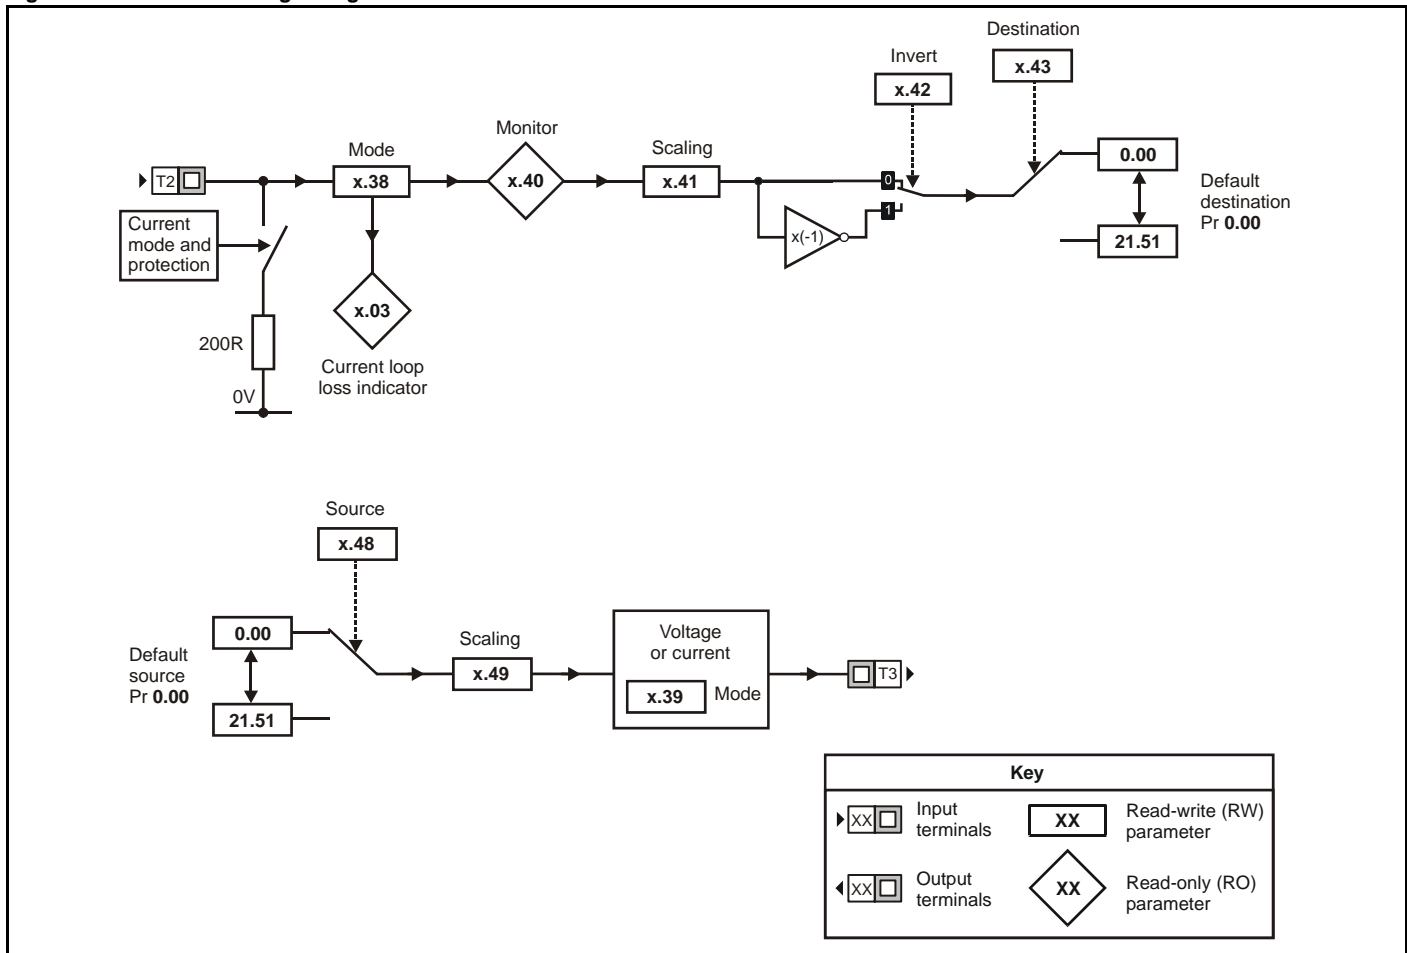 Destination
x.43
Invert
x.42
Monitor
Mode
Scaling
0.00
T2
x.38
x.40
x.41
0
1
x(-1)
Default
destination
Pr 0.00
21.51
Current
mode and
protection
x.03
200R
Current loop
loss indicator
0V
Source
x.48
0.00
Default
source
Pr 0.00
21.51
Scaling
x.49
Voltage
or current
x.39 Mode
T3
Key
XX Input
terminals
XX Read-write (RW)
parameter
XX Output
terminals
XX Read-only (RO)
parameter